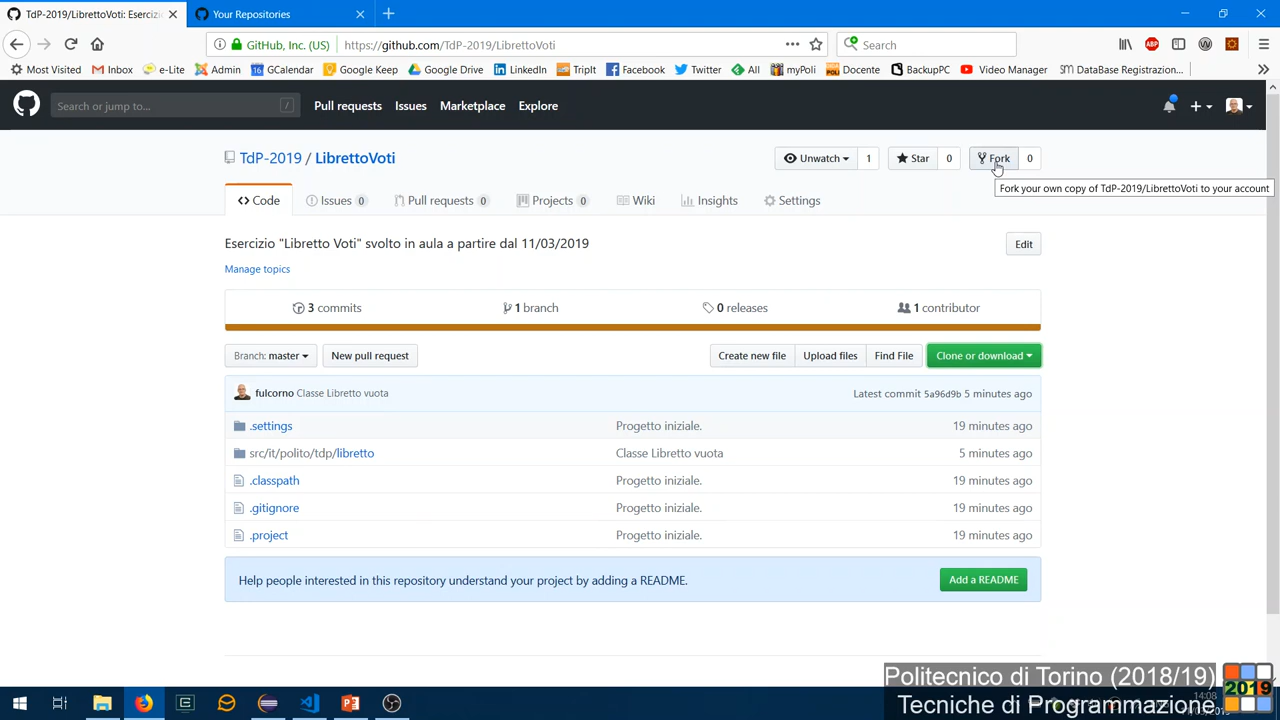 TdP-2019/LibrettoVoti: Esercizi
Your Repositories
GitHub, Inc. (US)
https://github.com/TdP-2019/LibrettoVoti
Search
Most Visited
Inbox
e-Lite
Admin
GCalendar
Google Keep
Google Drive
LinkedIn
TripIt
Facebook
Twitter
All
myPoli
Docente
BackupPC
Video Manager
DataBase Registrazion...
Search or jump to...
/
Pull requests
Issues
Marketplace
Explore
TdP-2019 / LibrettoVoti
Unwatch 1
Star 0
Fork 0
Fork your own copy of TdP-2019/LibrettoVoti to your account
Code
Issues 0
Pull requests 0
Projects 0
Wiki
Insights
Settings
Esercizio "Libretto Voti" svolto in aula a partire dal 11/03/2019
Edit
Manage topics
3 commits
1 branch
0 releases
1 contributor
Branch: master
New pull request
Create new file
Upload files
Find File
Clone or download
fulcorno Classe Libretto vuota
Latest commit 5a96d9b 5 minutes ago
.settings Progetto iniziale. 19 minutes ago
src/it/polito/tdp/libretto Classe Libretto vuota 5 minutes ago
.classpath Progetto iniziale. 19 minutes ago
.gitignore Progetto iniziale. 19 minutes ago
.project Progetto iniziale. 19 minutes ago
Help people interested in this repository understand your project by adding a README.
Add a README
Politecnico di Torino (2018/19)
Tecniche di Programmazione
2019
14:08